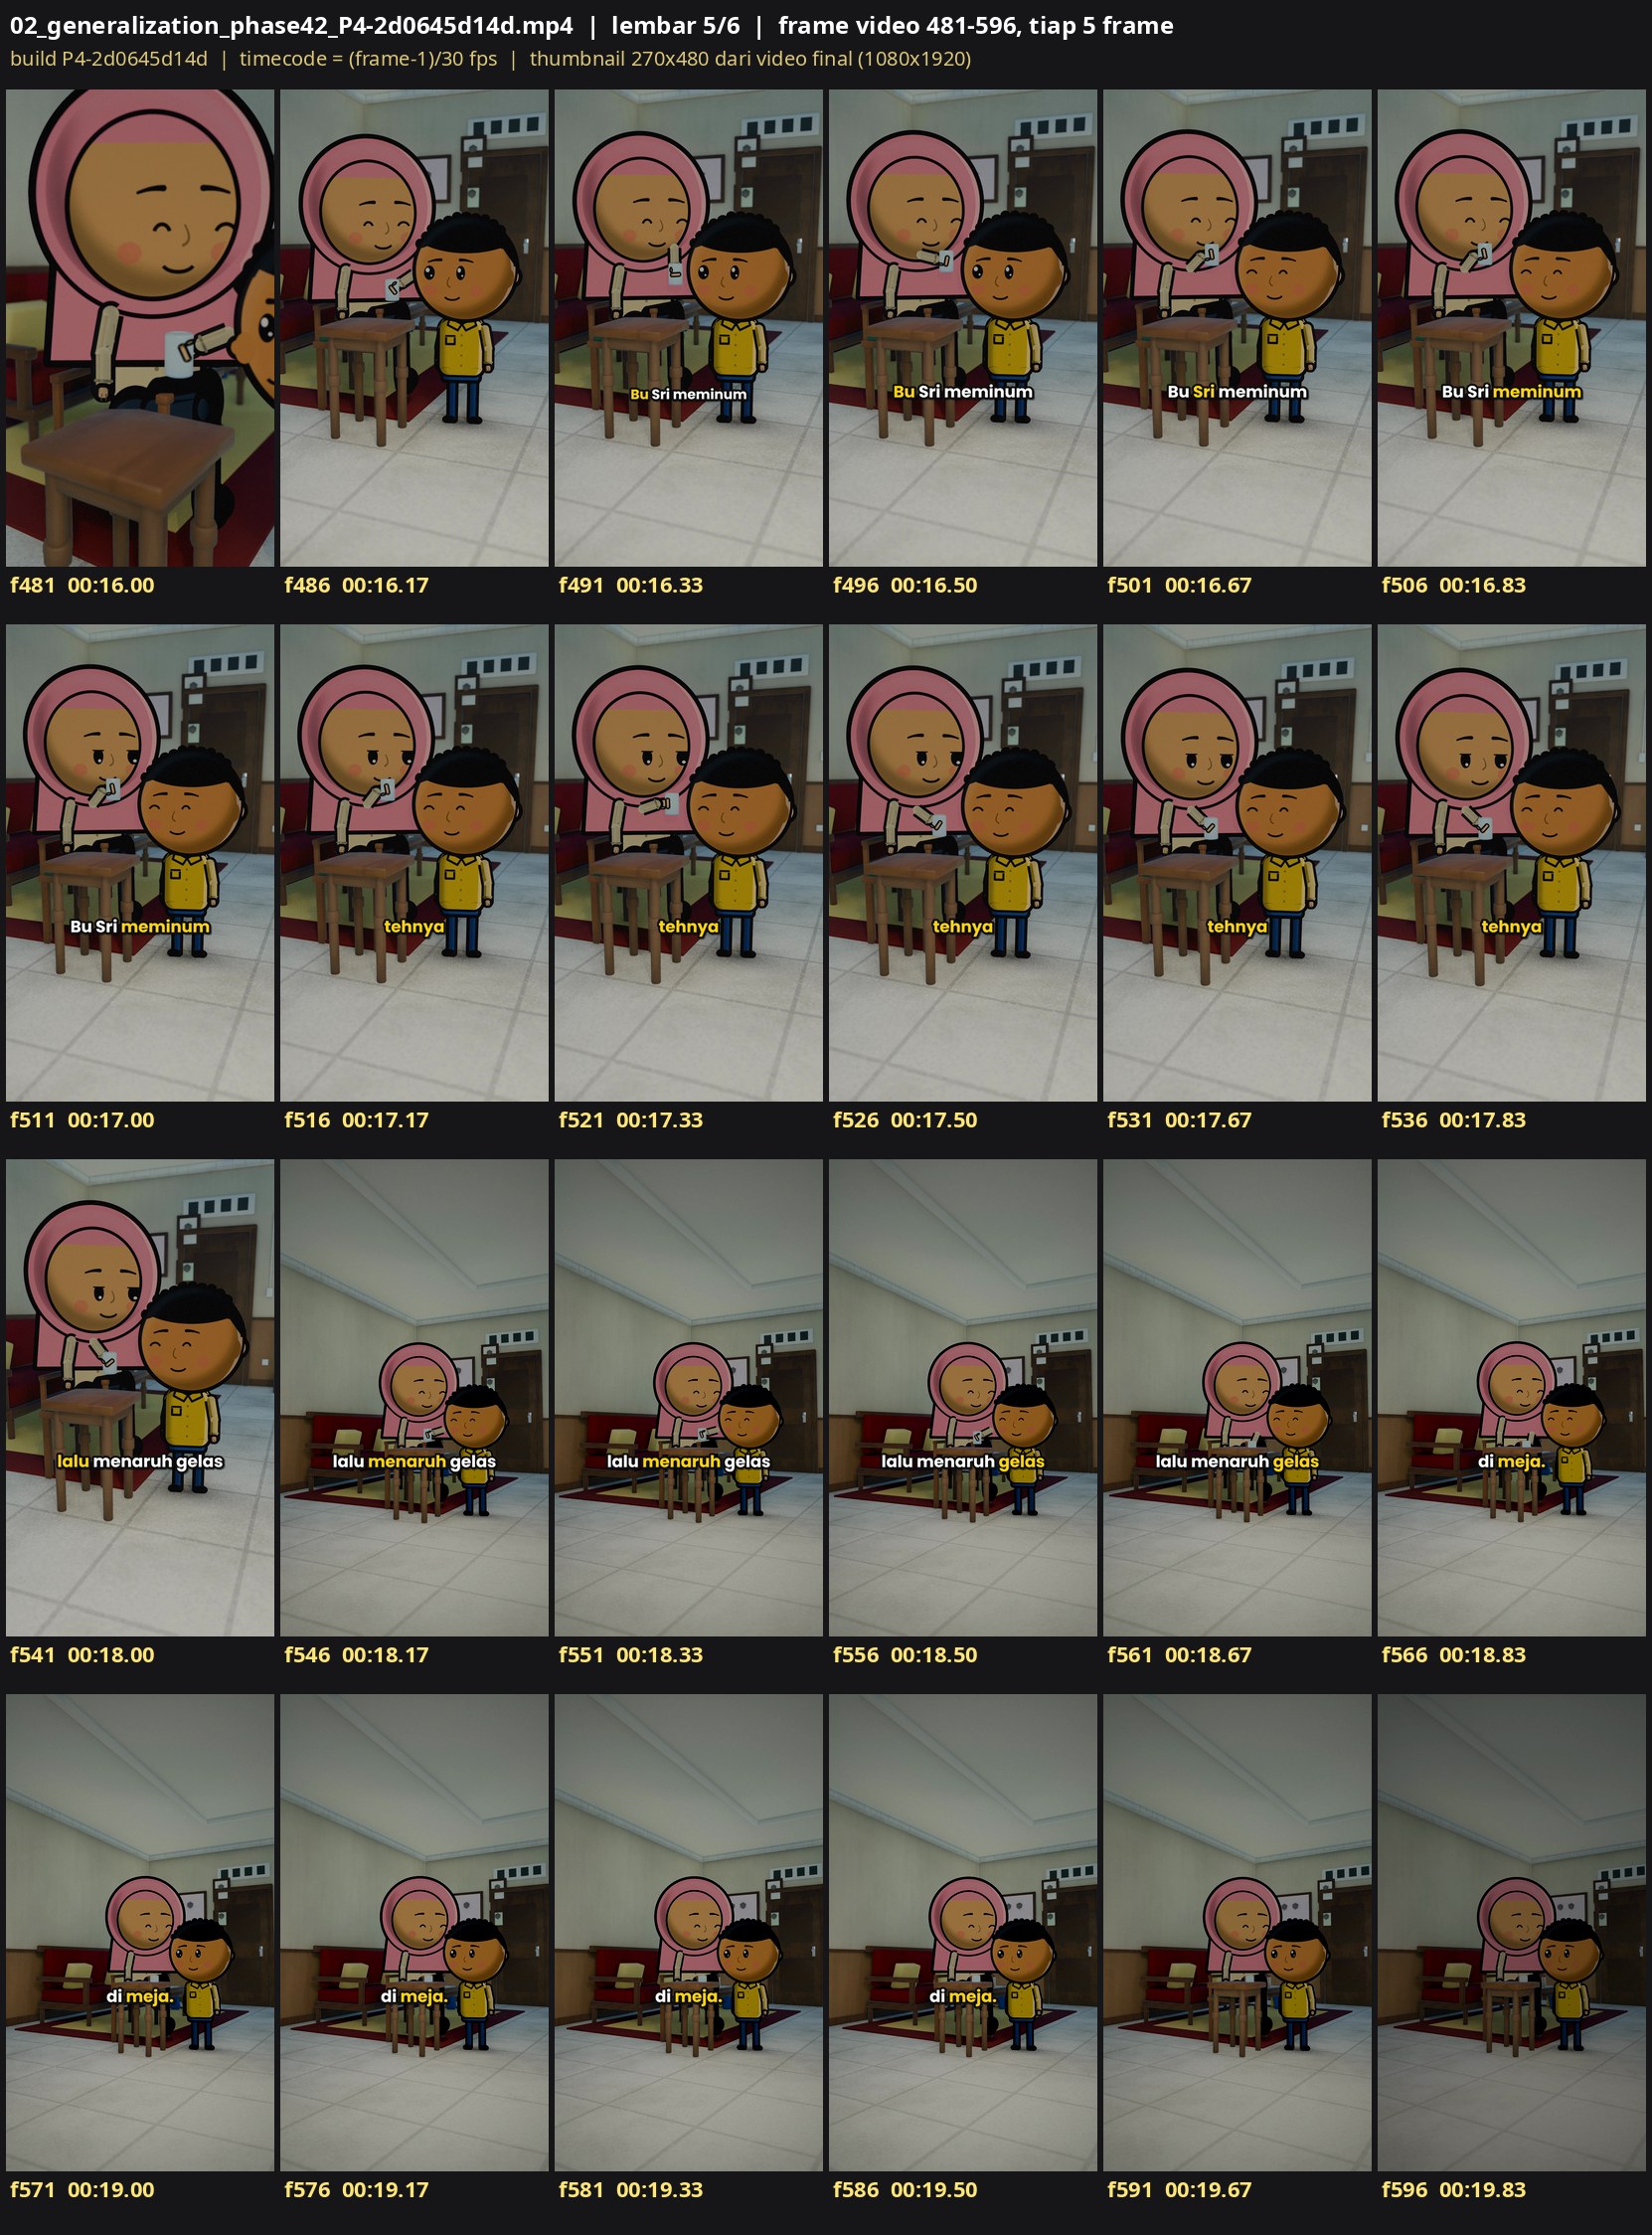 02_generalization_phase42_P4-2d0645d14d.mp4 | lembar 5/6 | frame video 481-596, tiap 5 frame
build P4-2d0645d14d | timecode = (frame-1)/30 fps | thumbnail 270x480 dari video final (1080x1920)
Bu Sri meminum
Bu Sri meminum
Bu Sri meminum
Bu Sri meminum
f481 00:16.00
f486 00:16.17
f491 00:16.33
f496 00:16.50
f501 00:16.67
f506 00:16.83
Bu Sri meminum
tehnya
tehnya
tehnya
tehnya
tehnya
f511 00:17.00
f516 00:17.17
f521 00:17.33
f526 00:17.50
f531 00:17.67
f536 00:17.83
lalu menaruh gelas
lalu menaruh gelas
lalu menaruh gelas
lalu menaruh gelas
lalu menaruh gelas
di meja.
f541 00:18.00
f546 00:18.17
f551 00:18.33
f556 00:18.50
f561 00:18.67
f566 00:18.83
di meja.
di meja.
di meja.
di meja.
f571 00:19.00
f576 00:19.17
f581 00:19.33
f586 00:19.50
f591 00:19.67
f596 00:19.83